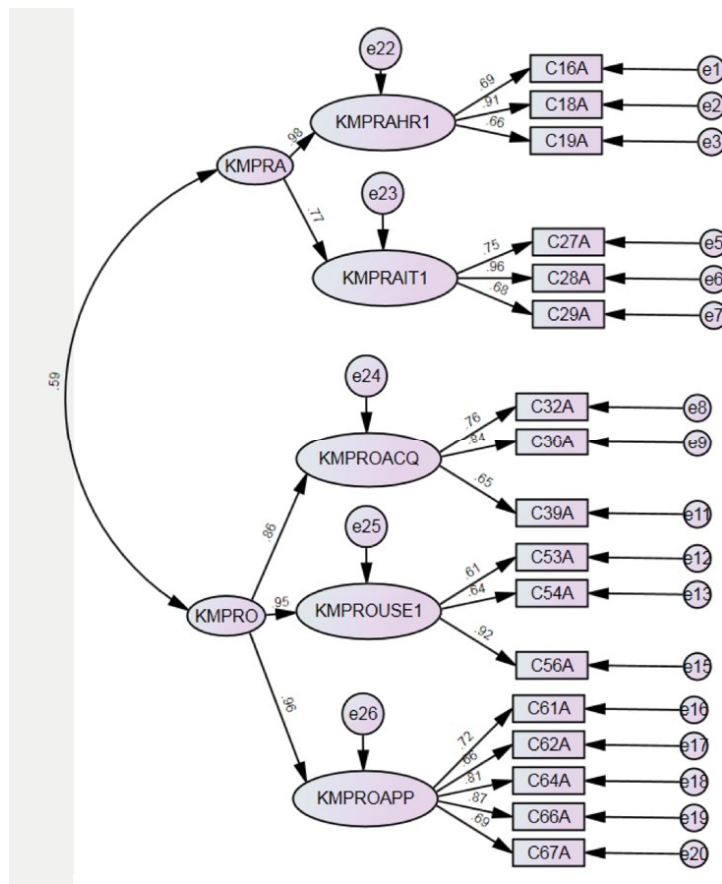 e22
.69
C16A
e1
.91
C18A
e2
KMPRAHR1
.66
C19A
e3
.98
KMPRA
.77
e23
.75
C27A
e5
.96
C28A
e6
KMPRAIT1
.68
C29A
e7
.59
e24
.76
C32A
e8
.84
C30A
e9
KMPROACQ
.65
C39A
e11
.86
e25
.61
C53A
e12
.64
C54A
e13
KMPROUSE1
.95
KMPRO
.92
C56A
e15
.96
e26
.72
C61A
e16
.66
C62A
e17
.81
C64A
e18
KMPROAPP
.87
C66A
e19
.69
C67A
e20